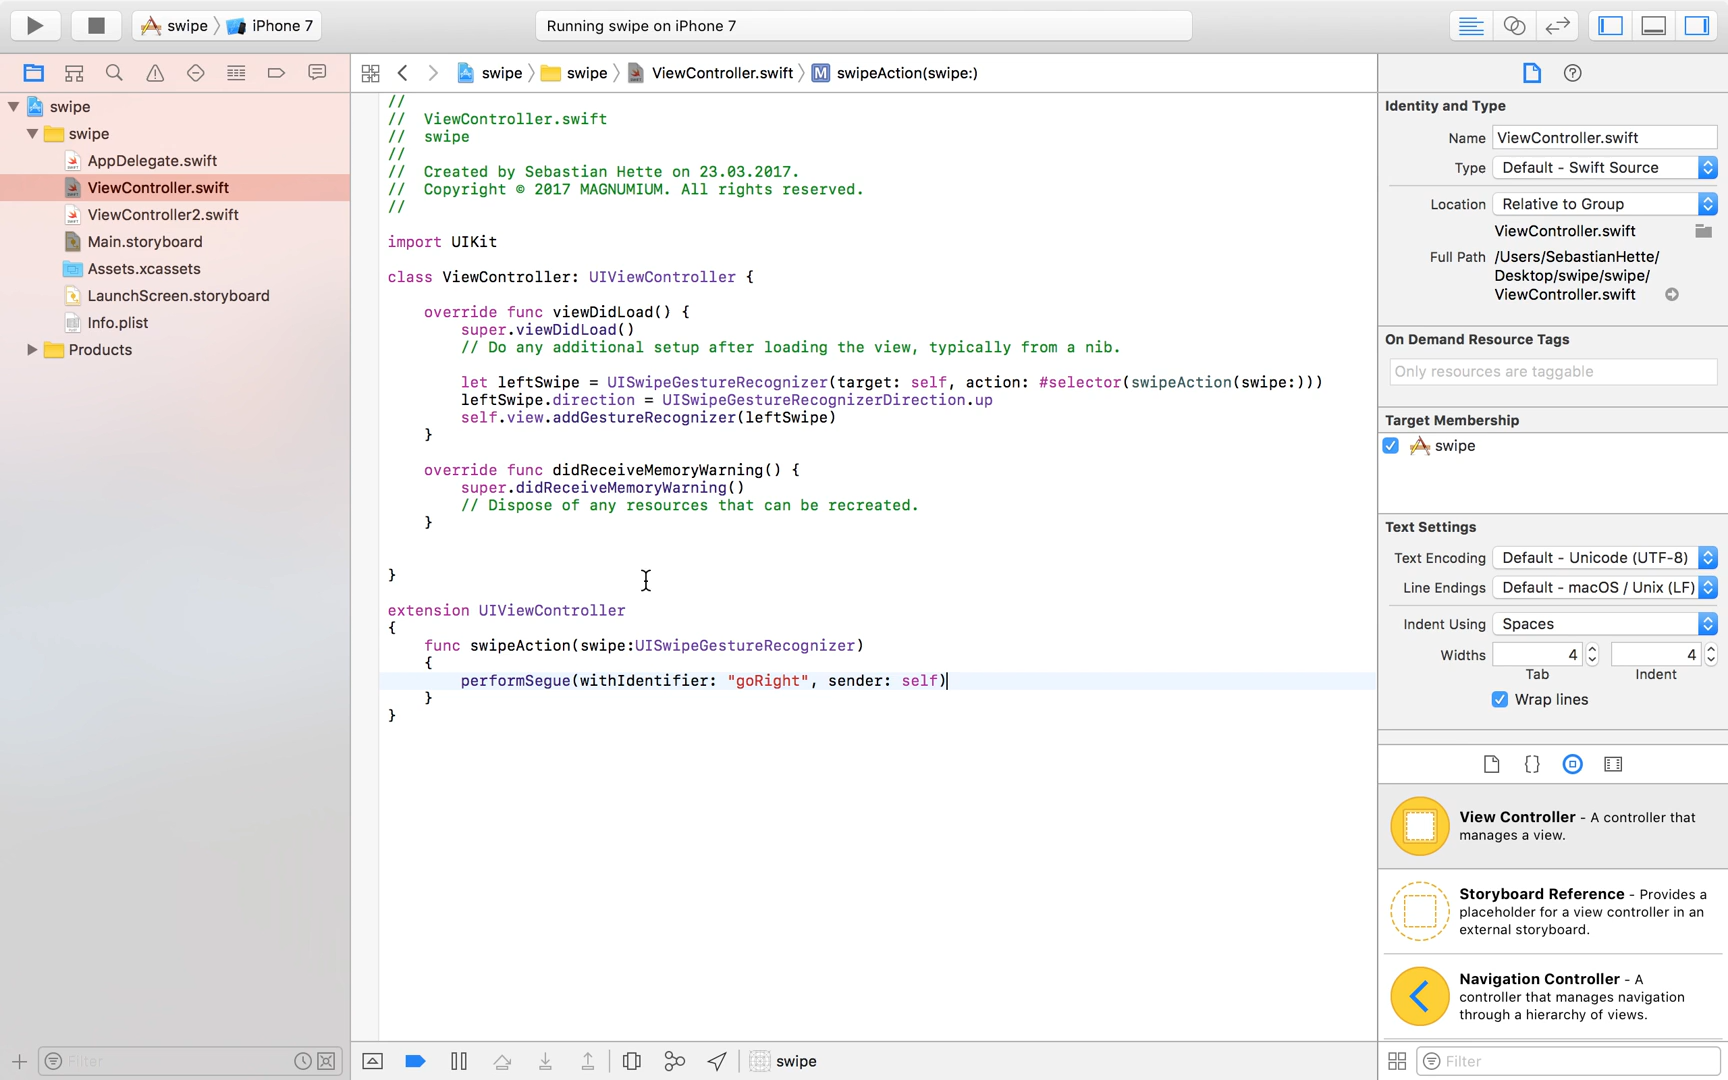 swipe
iPhone 7
Running swipe on iPhone 7
swipe
swipe
ViewController.swift
M
swipeAction(swipe:)
swipe
swipe
AppDelegate.swift
ViewController.swift
ViewController2.swift
Main.storyboard
Assets.xcassets
LaunchScreen.storyboard
Info.plist
Products
Filter
//
// ViewController.swift
// swipe
//
// Created by Sebastian Hette on 23.03.2017.
// Copyright © 2017 MAGNUMIUM. All rights reserved.
//
import UIKit
class ViewController: UIViewController {
override func viewDidLoad() {
super.viewDidLoad()
// Do any additional setup after loading the view, typically from a nib.
let leftSwipe = UISwipeGestureRecognizer(target: self, action: #selector(swipeAction(swipe:)))
leftSwipe.direction = UISwipeGestureRecognizerDirection.up
self.view.addGestureRecognizer(leftSwipe)
}
override func didReceiveMemoryWarning() {
super.didReceiveMemoryWarning()
// Dispose of any resources that can be recreated.
}
}
extension UIViewController
{
func swipeAction(swipe:UISwipeGestureRecognizer)
{
performSegue(withIdentifier: "goRight", sender: self)
}
}
swipe
Identity and Type
Name ViewController.swift
Type Default - Swift Source
Location Relative to Group
ViewController.swift
Full Path /Users/SebastianHette/
Desktop/swipe/swipe/
ViewController.swift
On Demand Resource Tags
Only resources are taggable
Target Membership
swipe
Text Settings
Text Encoding Default - Unicode (UTF-8)
Line Endings Default - macOS / Unix (LF)
Indent Using Spaces
Widths 4 4
Tab Indent
Wrap lines
View Controller - A controller that
manages a view.
Storyboard Reference - Provides a
placeholder for a view controller in an
external storyboard.
Navigation Controller - A
controller that manages navigation
through a hierarchy of views.
Filter